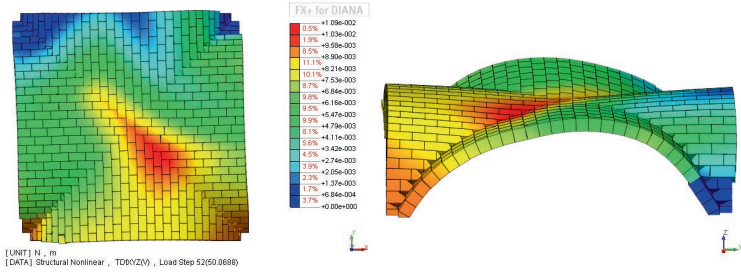 FX+ for DIANA
+1.09e-002
0.5%
+1.03e-002
1.9%
+9.58e-003
6.5%
+8.90e-003
11.1%
+8.21e-003
10.1%
+7.53e-003
8.7%
+6.84e-003
9.8%
+6.16e-003
9.5%
+5.47e-003
9.9%
+4.79e-003
8.1%
+4.11e-003
5.6%
+3.42e-003
4.5%
+2.74e-003
3.9%
+2.05e-003
2.3%
+1.37e-003
1.7%
+6.84e-004
3.7%
+0.00e+000
Y
X
Z
Y
[UNIT] N , m
[DATA] Structural Nonlinear , TDtXYZ(V) , Load Step 52(50.0688)